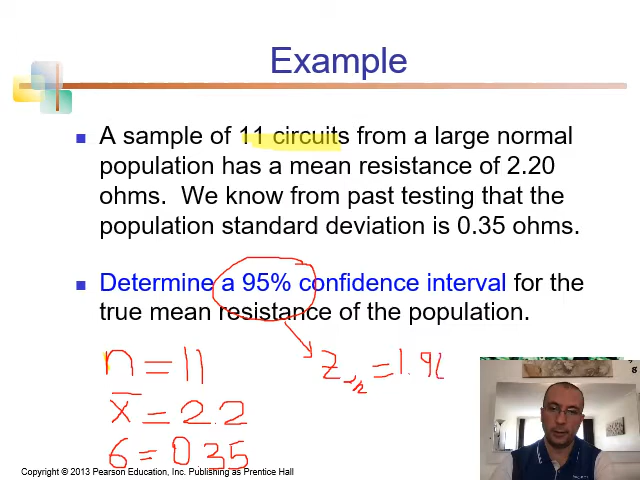 Example
A sample of 11 circuits from a large normal
population has a mean resistance of 2.20
ohms. We know from past testing that the
population standard deviation is 0.35 ohms.
Determine a 95% confidence interval for the
true mean resistance of the population.
n = 11
x̄ = 2.2
σ = 0.35
Copyright © 2013 Pearson Education, Inc. Publishing as Prentice Hall